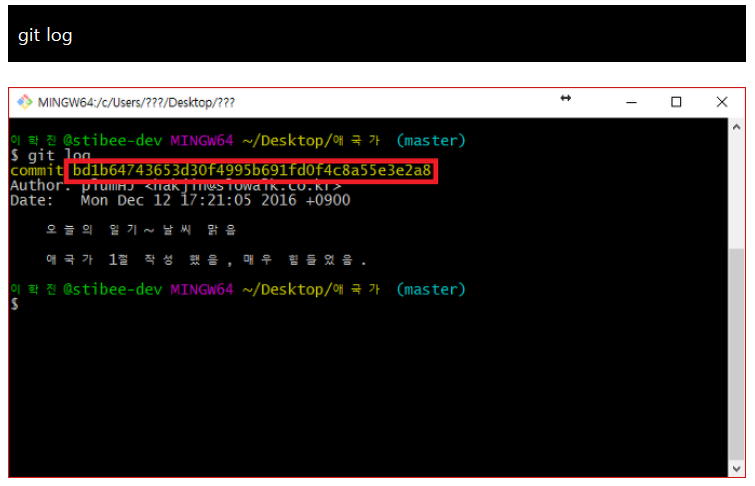 git log
MINGW64:/c/Users/???/Desktop/???
이학진@stibee-dev MINGW64 ~/Desktop/애국가 (master)
$ git log
commit bd1b64743653d30f4995b691fd0f4c8a55e3e2a8
Author: plumHJ <hakjin@slowalk.co.kr>
Date:   Mon Dec 12 17:21:05 2016 +0900
오늘의 일기~날씨 맑음
애국가 1절 작성 했음, 매우 힘들었음.
이학진@stibee-dev MINGW64 ~/Desktop/애국가 (master)
$